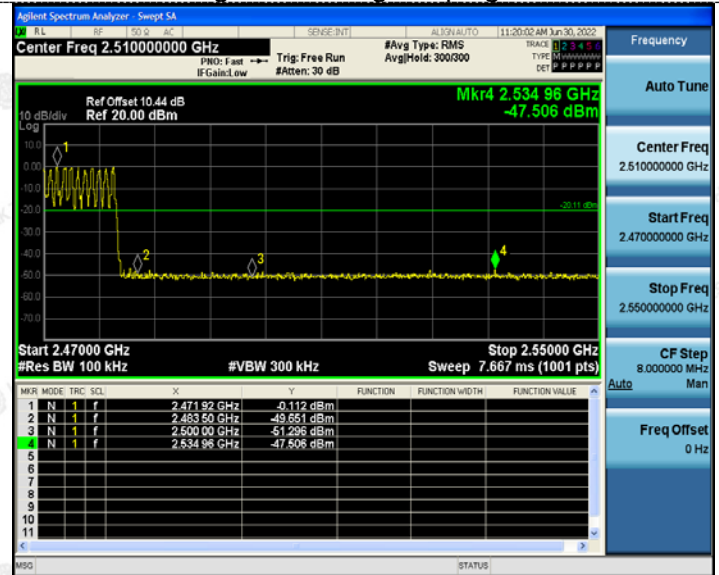 Agilent Spectrum Analyzer - Swept SA
RL RF 50 Ω AC SENSE:INT ALIGN AUTO 11:20:02 AM Jun 30, 2022
Center Freq 2.510000000 GHz
PNO: Fast
IFGain:Low
Trig: Free Run
#Atten: 30 dB
#Avg Type: RMS
Avg|Hold: 300/300
TRACE 1 2 3 4 5 6
TYPE M
DET P P P P P P
Frequency
Auto Tune
Center Freq
2.510000000 GHz
Start Freq
2.470000000 GHz
Stop Freq
2.550000000 GHz
CF Step
8.000000 MHz
Auto Man
Freq Offset
0 Hz
Mkr4 2.534 96 GHz
-47.506 dBm
Ref Offset 10.44 dB
10 dB/div Ref 20.00 dBm
Log
10.0
0.00
-10.0
-20.0
-30.0
-40.0
-50.0
-60.0
-70.0
1
2
3
4
-20.11 dBm
Start 2.47000 GHz Stop 2.55000 GHz
#Res BW 100 kHz #VBW 300 kHz Sweep 7.667 ms (1001 pts)
MKR MODE TRC SCL X Y FUNCTION FUNCTION WIDTH FUNCTION VALUE
1 N 1 f 2.471 92 GHz -0.112 dBm
2 N 1 f 2.483 50 GHz -49.651 dBm
3 N 1 f 2.500 00 GHz -51.296 dBm
4 N 1 f 2.534 96 GHz -47.506 dBm
5
6
7
8
9
10
11
MSG STATUS